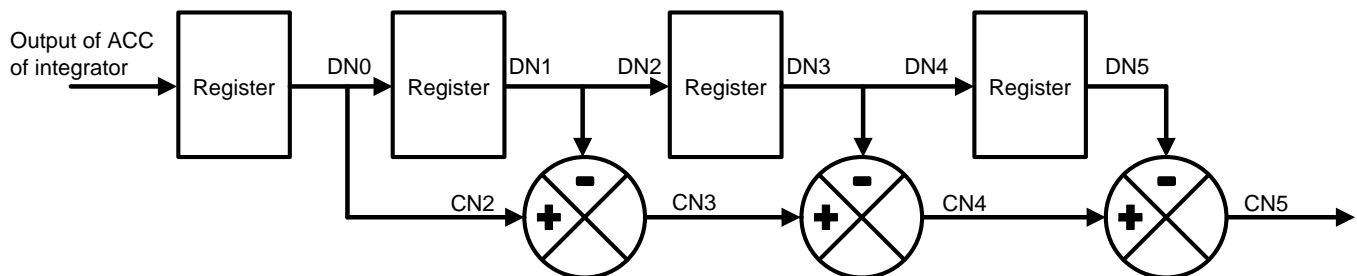 Output of ACC
of integrator
Register
DN0
Register
DN1
DN2
Register
DN3
DN4
Register
DN5
-
-
-
CN2
+
CN3
+
CN4
+
CN5